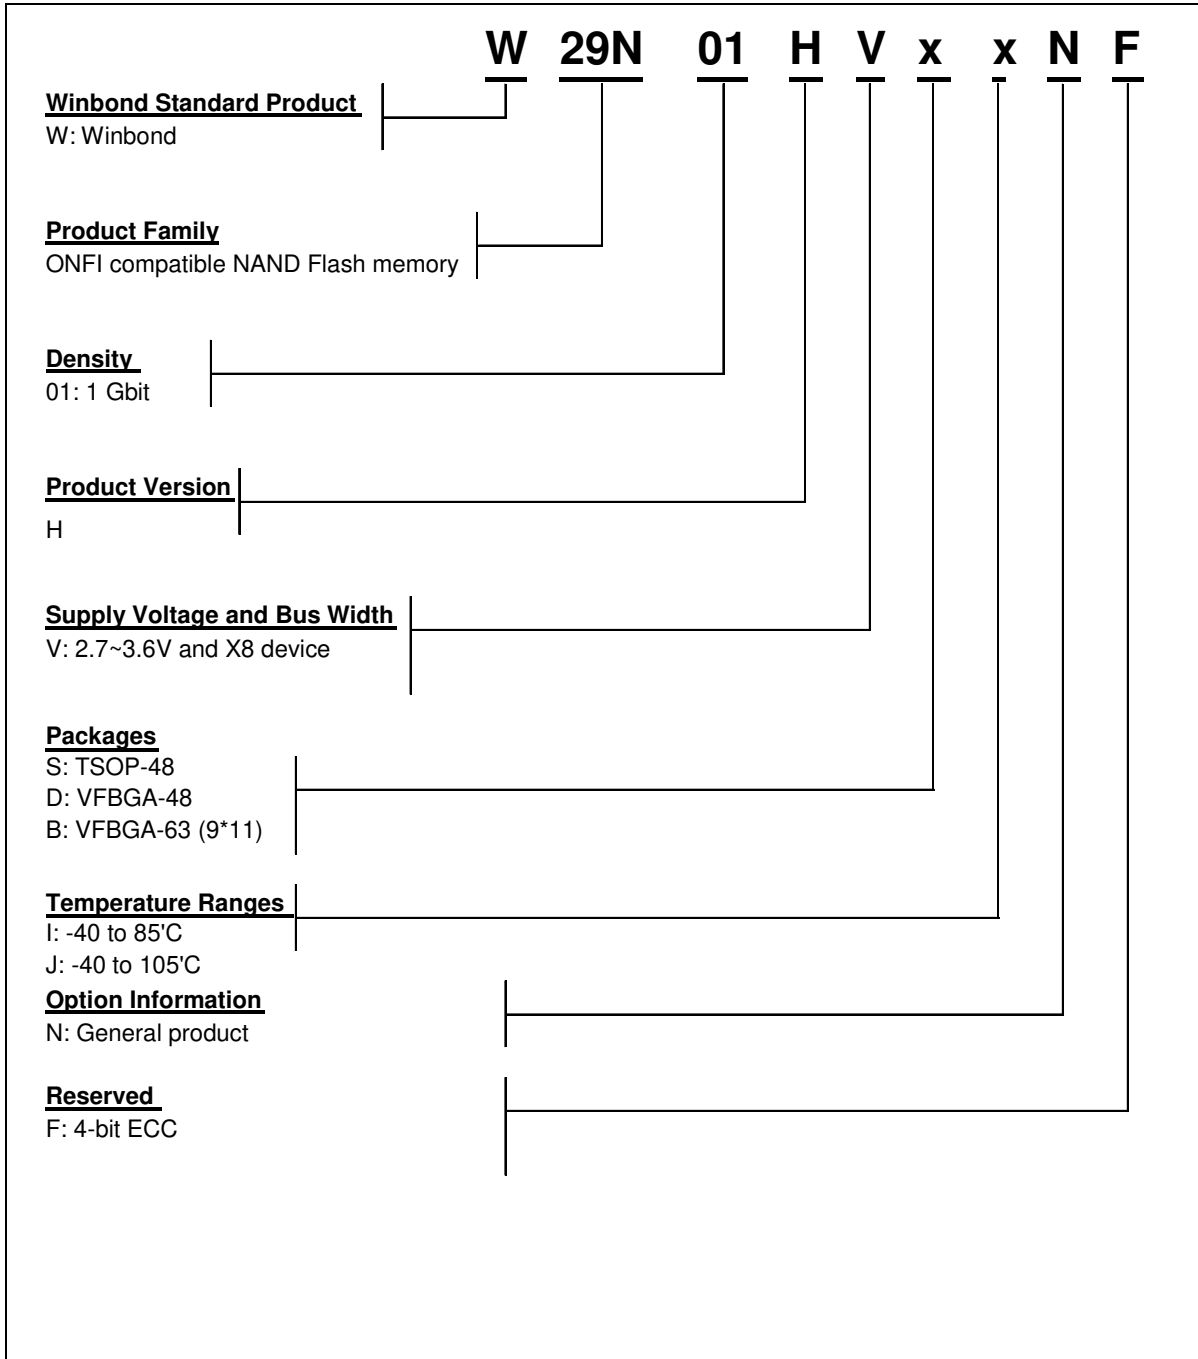 W 29N 01 H V x x N F
Winbond Standard Product
W: Winbond
Product Family
ONFI compatible NAND Flash memory
Density
01: 1 Gbit
Product Version
H
Supply Voltage and Bus Width
V: 2.7~3.6V and X8 device
Packages
S: TSOP-48
D: VFBGA-48
B: VFBGA-63 (9*11)
Temperature Ranges
I: -40 to 85'C
J: -40 to 105'C
Option Information
N: General product
Reserved
F: 4-bit ECC